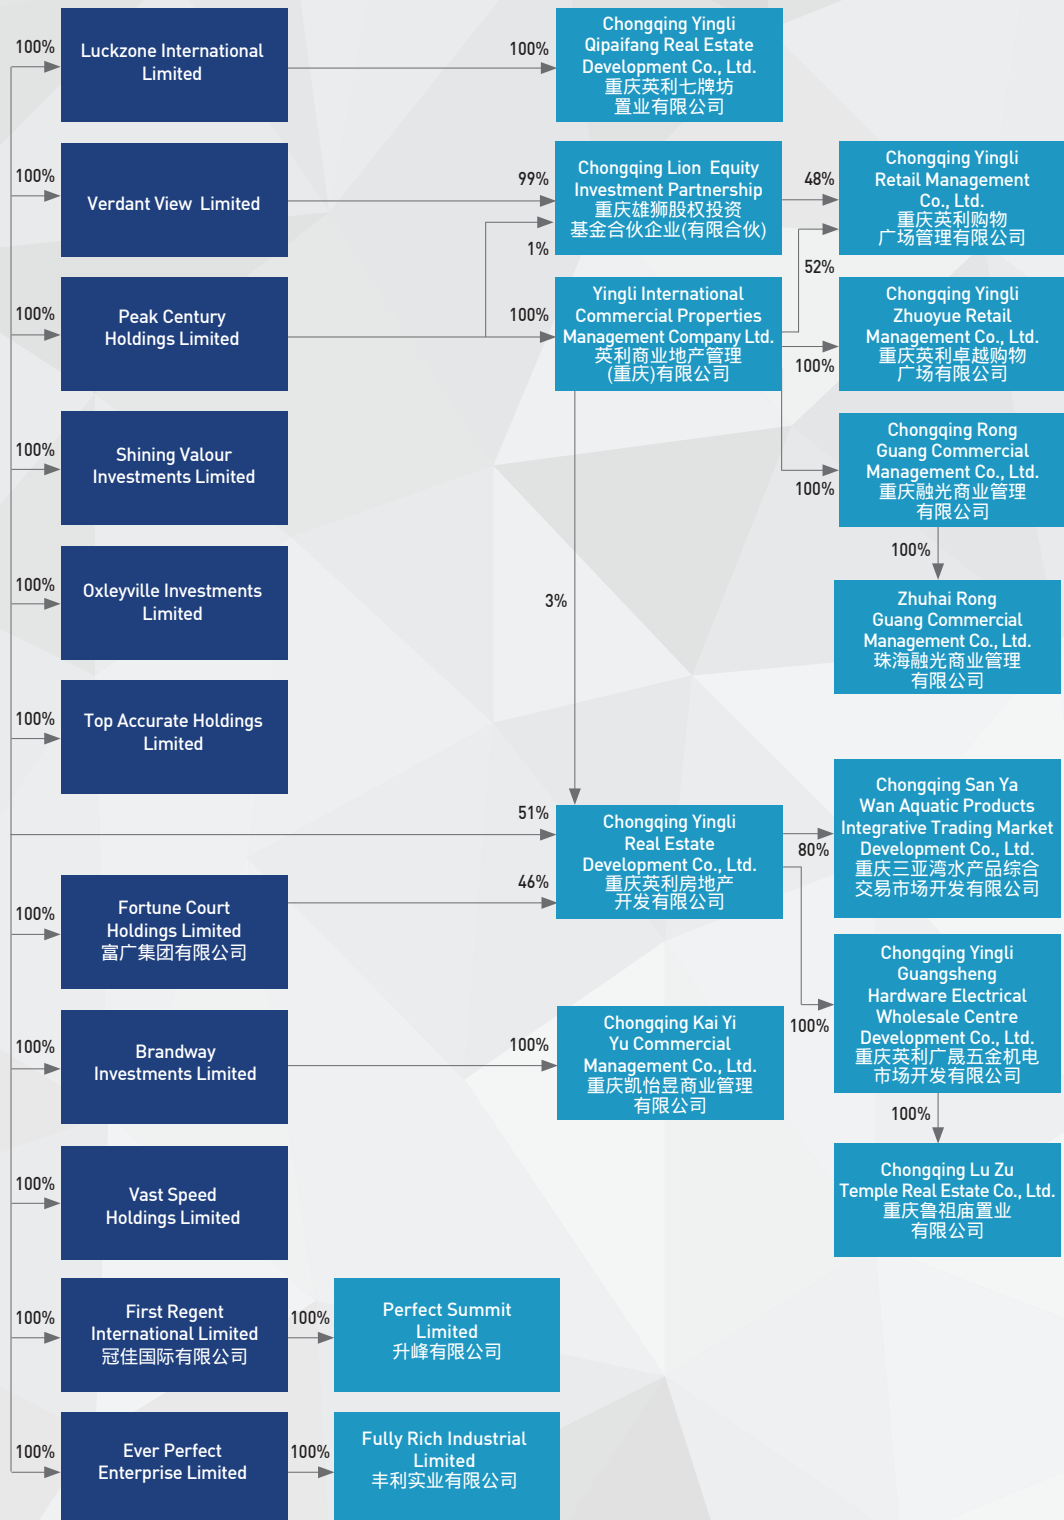 100%
Luckzone International
Limited
100%
Chongqing Yingli
Qipaifang Real Estate
Development Co., Ltd.
重庆英利七牌坊
置业有限公司
100%
Verdant View Limited
99%
1%
Chongqing Lion Equity
Investment Partnership
重庆雄狮股权投资
基金合伙企业(有限合伙)
48%
52%
Chongqing Yingli
Retail Management
Co., Ltd.
重庆英利购物
广场管理有限公司
100%
Peak Century
Holdings Limited
100%
Yingli International
Commercial Properties
Management Company Ltd.
英利商业地产管理
(重庆)有限公司
100%
Chongqing Yingli
Zhuoyue Retail
Management Co., Ltd.
重庆英利卓越购物
广场有限公司
100%
Shining Valour
Investments Limited
100%
Chongqing Rong
Guang Commercial
Management Co., Ltd.
重庆融光商业管理
有限公司
100%
100%
Oxleyville Investments
Limited
3%
Zhuhai Rong
Guang Commercial
Management Co., Ltd.
珠海融光商业管理
有限公司
100%
Top Accurate Holdings
Limited
51%
46%
Chongqing Yingli
Real Estate
Development Co., Ltd.
重庆英利房地产
开发有限公司
80%
Chongqing San Ya
Wan Aquatic Products
Integrative Trading Market
Development Co., Ltd.
重庆三亚湾水产品综合
交易市场开发有限公司
100%
Fortune Court
Holdings Limited
富广集团有限公司
100%
Chongqing Yingli
Guangsheng
Hardware Electrical
Wholesale Centre
Development Co., Ltd.
重庆英利广晟五金机电
市场开发有限公司
100%
Brandway
Investments Limited
100%
Chongqing Kai Yi
Yu Commercial
Management Co., Ltd.
重庆凯怡昱商业管理
有限公司
100%
100%
Vast Speed
Holdings Limited
Chongqing Lu Zu
Temple Real Estate Co., Ltd.
重庆鲁祖庙置业
有限公司
100%
First Regent
International Limited
冠佳国际有限公司
100%
Perfect Summit
Limited
升峰有限公司
100%
Ever Perfect
Enterprise Limited
100%
Fully Rich Industrial
Limited
丰利实业有限公司